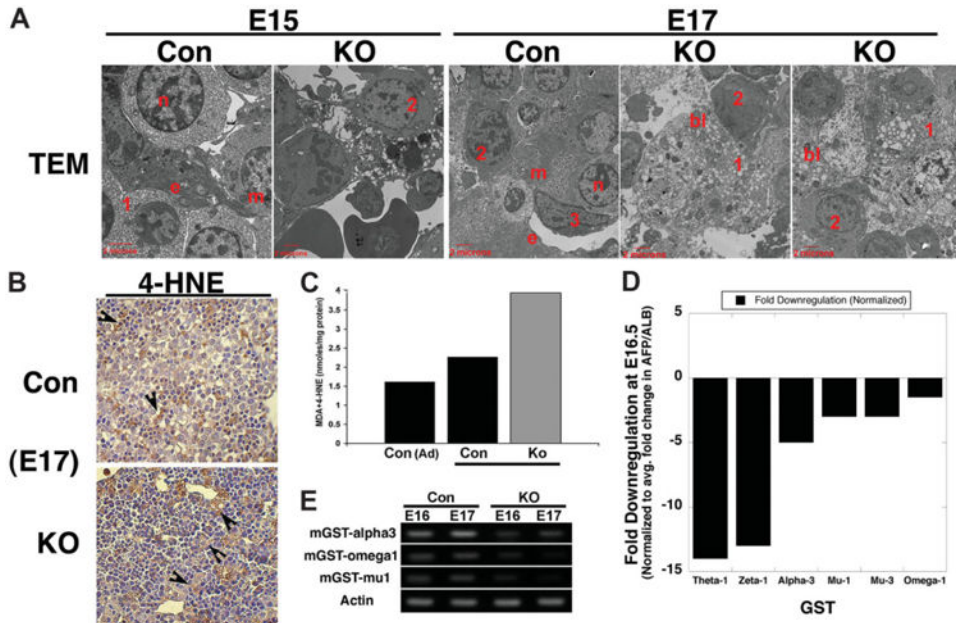 A
E15
E17
Con KO Con KO KO
TEM
n
n
1
m
2
2
m
n
3
e
bl
2
1
1
bl
2
2 microns
B
4-HNE
Con
(E17)
KO
C
MDA+4-HNE (nmoles/mg protein)
4
3.5
3
2.5
2
1.5
1
0.5
0
Con (Ad) Con Ko
D
Fold Downregulation (Normalized)
Fold Downregulation at E16.5
(Normalized to avg. fold change in AFP/ALB)
5
0
-5
-10
-15
Theta-1 Zeta-1 Alpha-3 Mu-1 Mu-3 Omega-1
GST
E
Con KO
E16 E17 E16 E17
mGST-alpha3
mGST-omega1
mGST-mu1
Actin